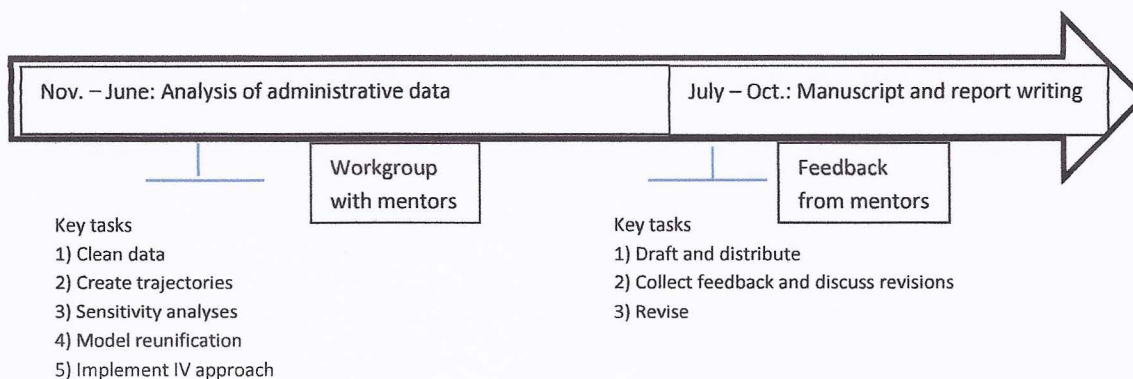 Nov. – June: Analysis of administrative data
July – Oct.: Manuscript and report writing
Workgroup
with mentors
Feedback
from mentors
Key tasks
1) Clean data
2) Create trajectories
3) Sensitivity analyses
4) Model reunification
5) Implement IV approach
Key tasks
1) Draft and distribute
2) Collect feedback and discuss revisions
3) Revise